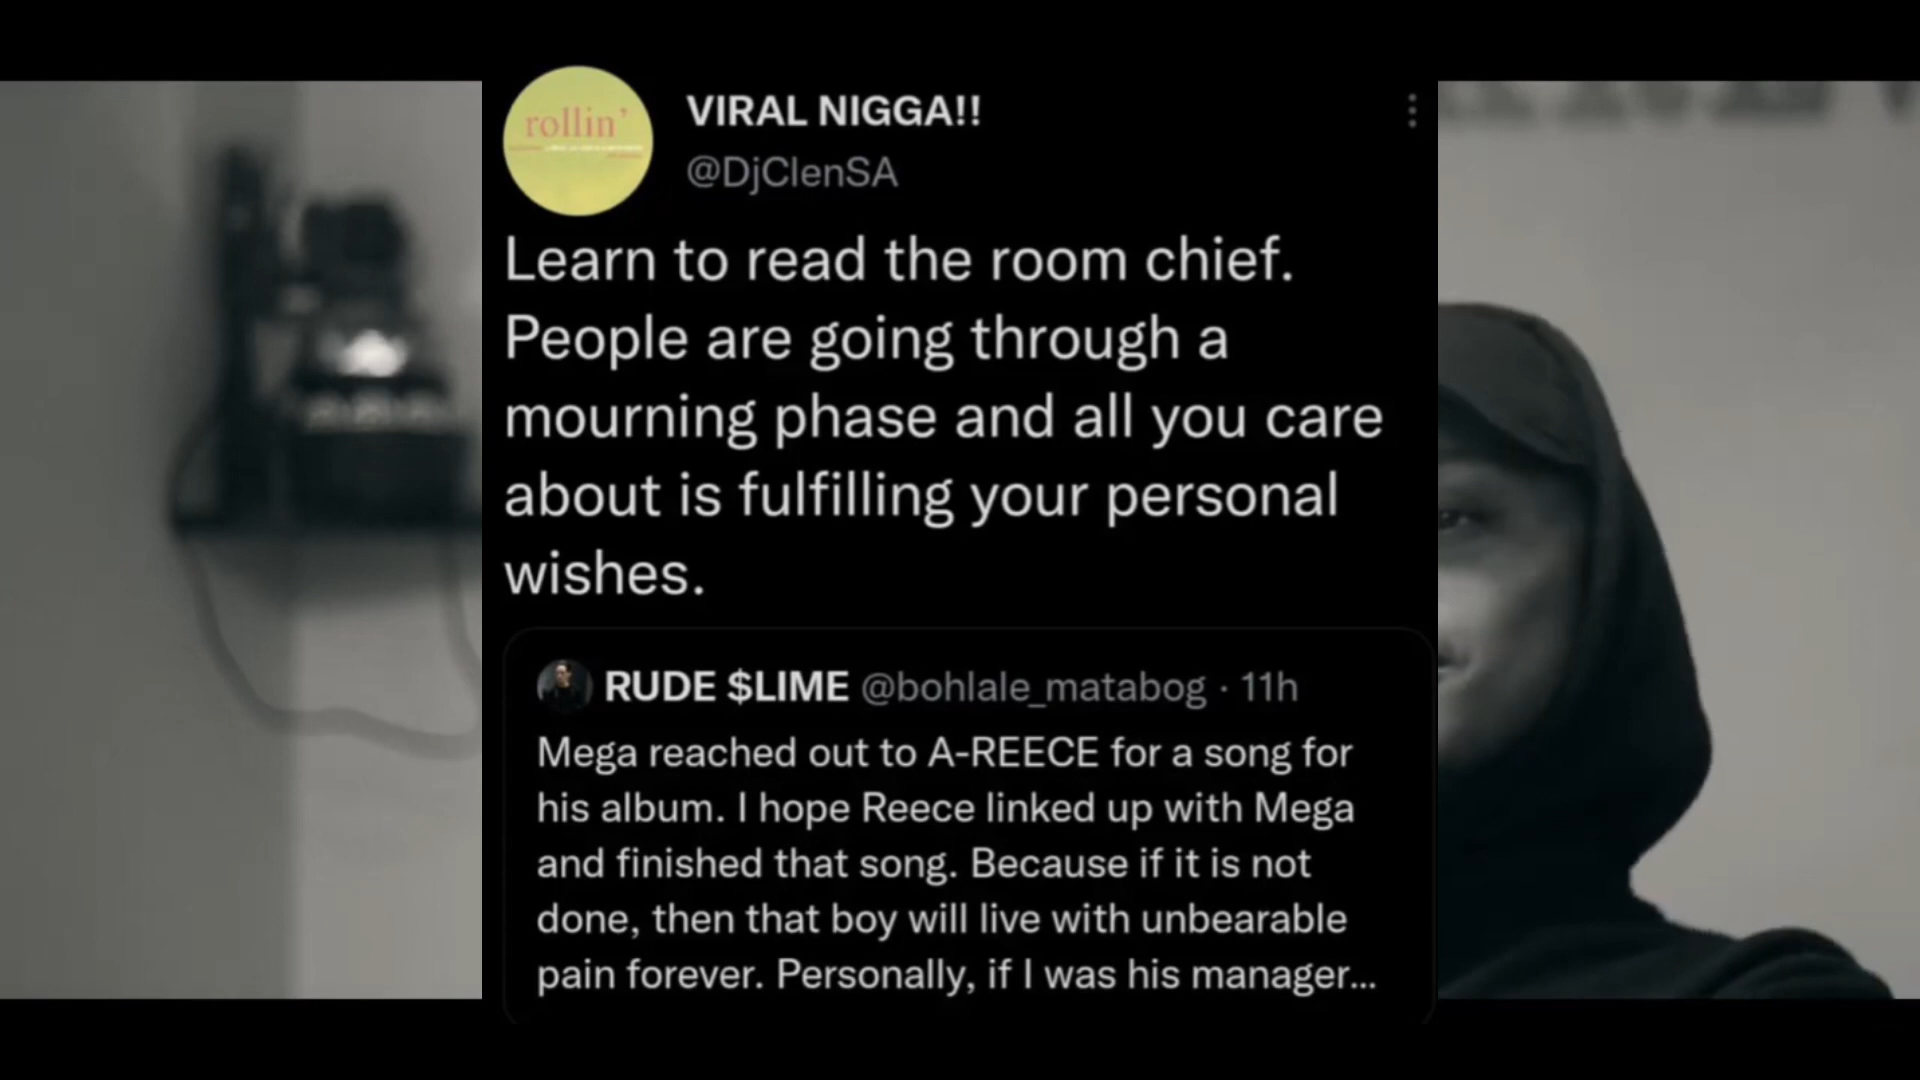 rollin'
VIRAL NIGGA!!
@DjClenSA
Learn to read the room chief.
People are going through a
mourning phase and all you care
about is fulfilling your personal
wishes.
RUDE $LIME @bohlale_matabog · 11h
Mega reached out to A-REECE for a song for
his album. I hope Reece linked up with Mega
and finished that song. Because if it is not
done, then that boy will live with unbearable
pain forever. Personally, if I was his manager...